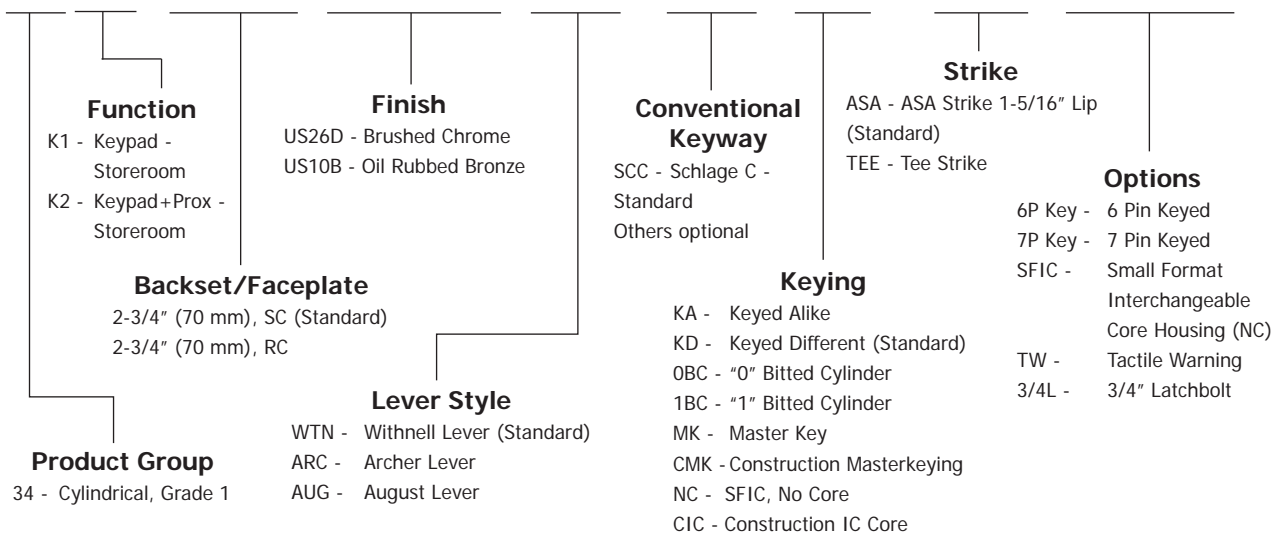 Function
K1 - Keypad -
Storeroom
K2 - Keypad+Prox -
Storeroom
Finish
US26D - Brushed Chrome
US10B - Oil Rubbed Bronze
Conventional
Keyway
SCC - Schlage C -
Standard
Others optional
Strike
ASA - ASA Strike 1-5/16" Lip
(Standard)
TEE - Tee Strike
Options
6P Key - 6 Pin Keyed
7P Key - 7 Pin Keyed
SFIC - Small Format
Interchangeable
Core Housing (NC)
TW - Tactile Warning
3/4L - 3/4" Latchbolt
Backset/Faceplate
2-3/4" (70 mm), SC (Standard)
2-3/4" (70 mm), RC
Keying
KA - Keyed Alike
KD - Keyed Different (Standard)
0BC - "0" Bitted Cylinder
1BC - "1" Bitted Cylinder
MK - Master Key
CMK - Construction Masterkeying
NC - SFIC, No Core
CIC - Construction IC Core
Lever Style
WTN - Withnell Lever (Standard)
ARC - Archer Lever
AUG - August Lever
Product Group
34 - Cylindrical, Grade 1